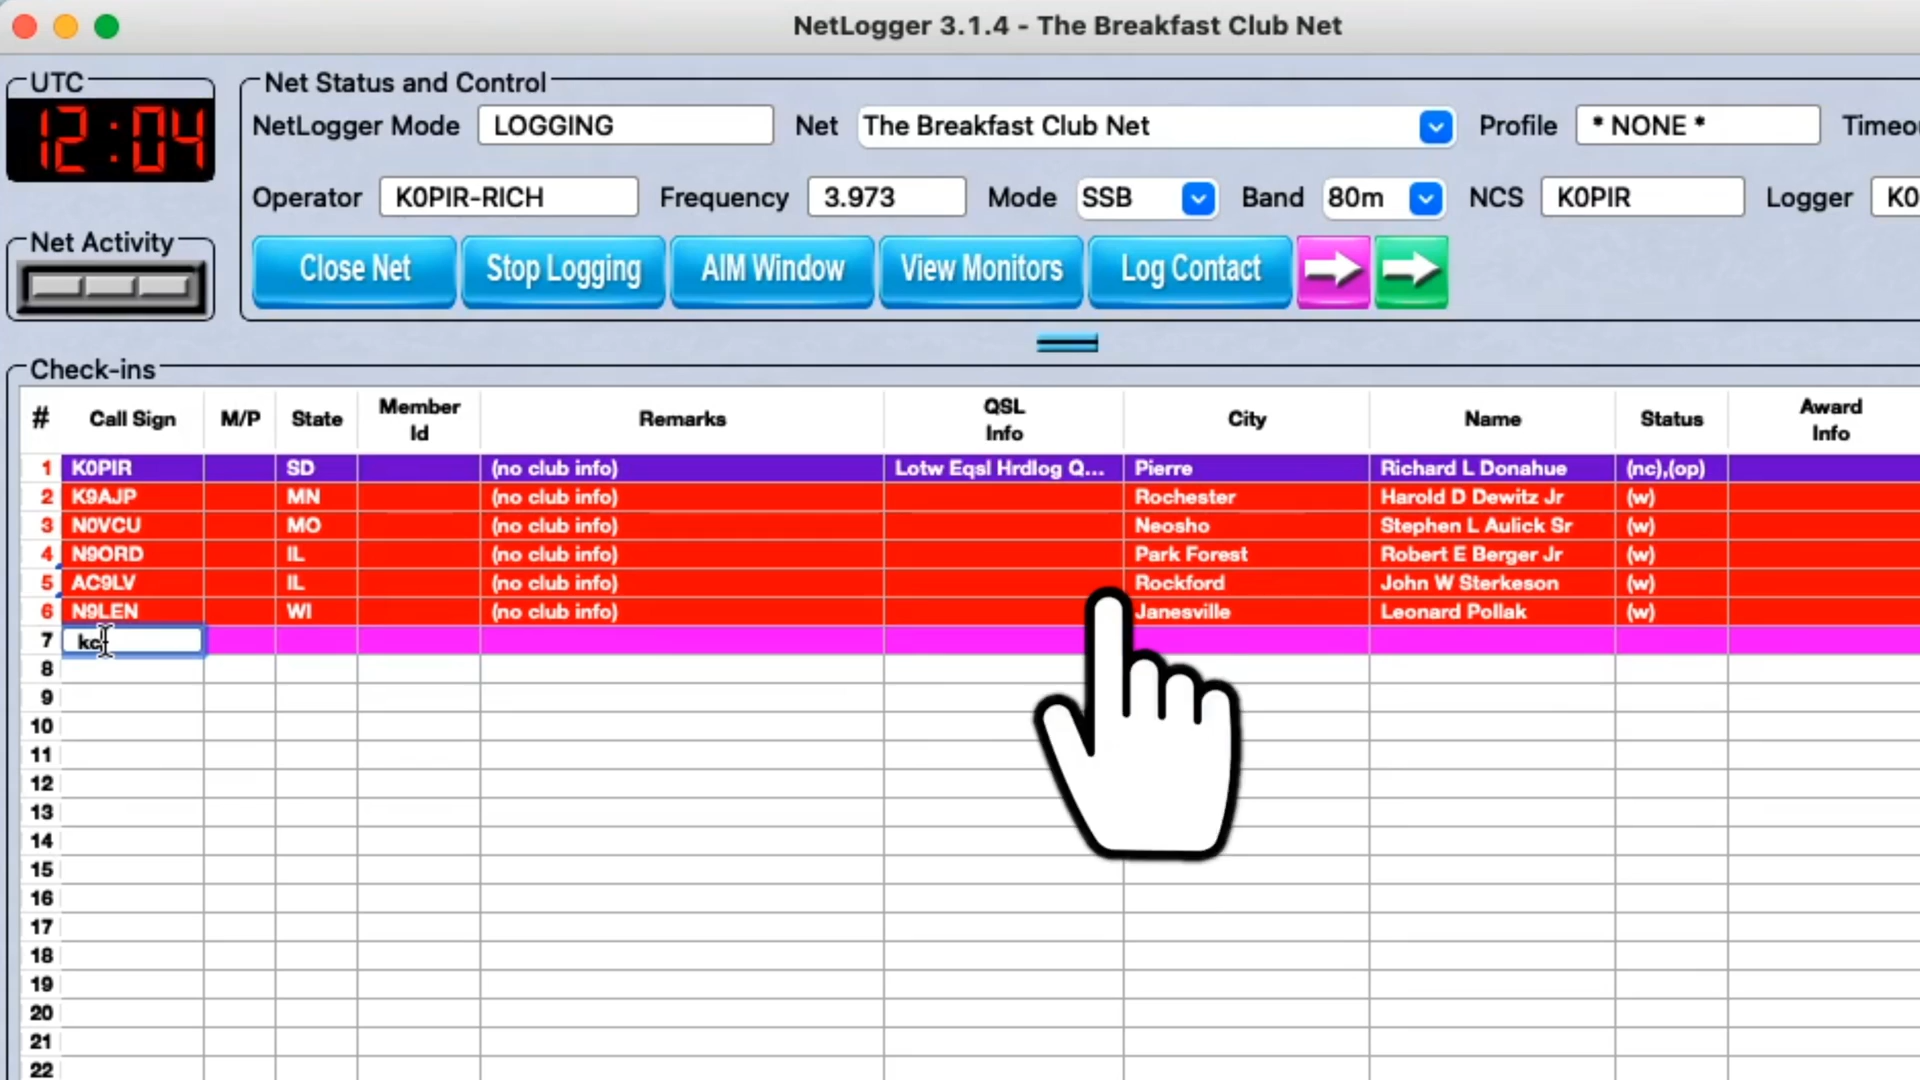 NetLogger 3.1.4 - The Breakfast Club Net
UTC
12:04
Net Status and Control
NetLogger Mode LOGGING Net The Breakfast Club Net Profile * NONE * Timeou
Operator K0PIR-RICH Frequency 3.973 Mode SSB Band 80m NCS K0PIR Logger K0
Net Activity
Close Net Stop Logging AIM Window View Monitors Log Contact
Check-ins
# Call Sign M/P State Member Id Remarks QSL Info City Name Status Award Info
1 K0PIR SD (no club info) Lotw Eqsl Hrdlog Q... Pierre Richard L Donahue (nc),(op)
2 K9AJP MN (no club info) Rochester Harold D Dewitz Jr (w)
3 N0VCU MO (no club info) Neosho Stephen L Aulick Sr (w)
4 N9ORD IL (no club info) Park Forest Robert E Berger Jr (w)
5 AC9LV IL (no club info) Rockford John W Sterkeson (w)
6 N9LEN WI (no club info) Janesville Leonard Pollak (w)
7 kc
8
9
10
11
12
13
14
15
16
17
18
19
20
21
22